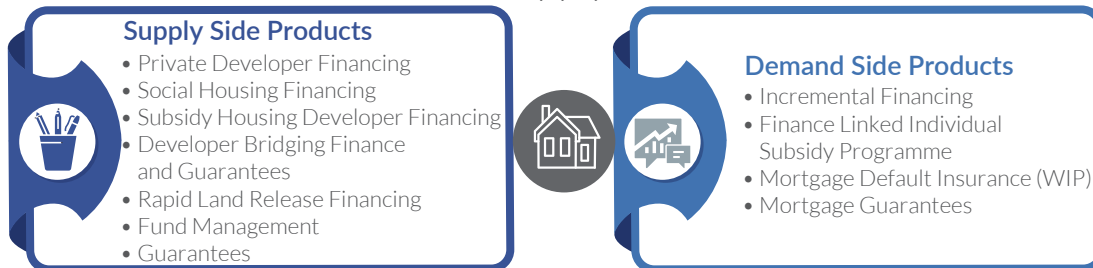 Supply Side Products
• Private Developer Financing
• Social Housing Financing
• Subsidy Housing Developer Financing
• Developer Bridging Finance
and Guarantees
• Rapid Land Release Financing
• Fund Management
• Guarantees
Demand Side Products
• Incremental Financing
• Finance Linked Individual
Subsidy Programme
• Mortgage Default Insurance (WIP)
• Mortgage Guarantees